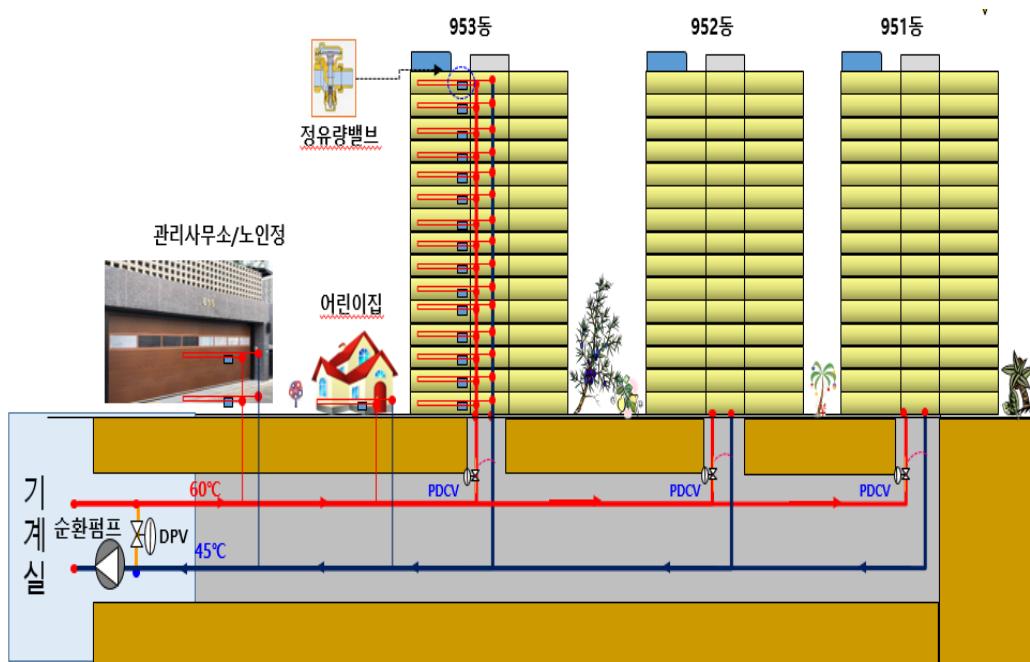 953동
952동
951동
정유량밸브
관리사무소/노인정
어린이집
기계실
60℃
순환펌프
DPV
45℃
PDCV
PDCV
PDCV